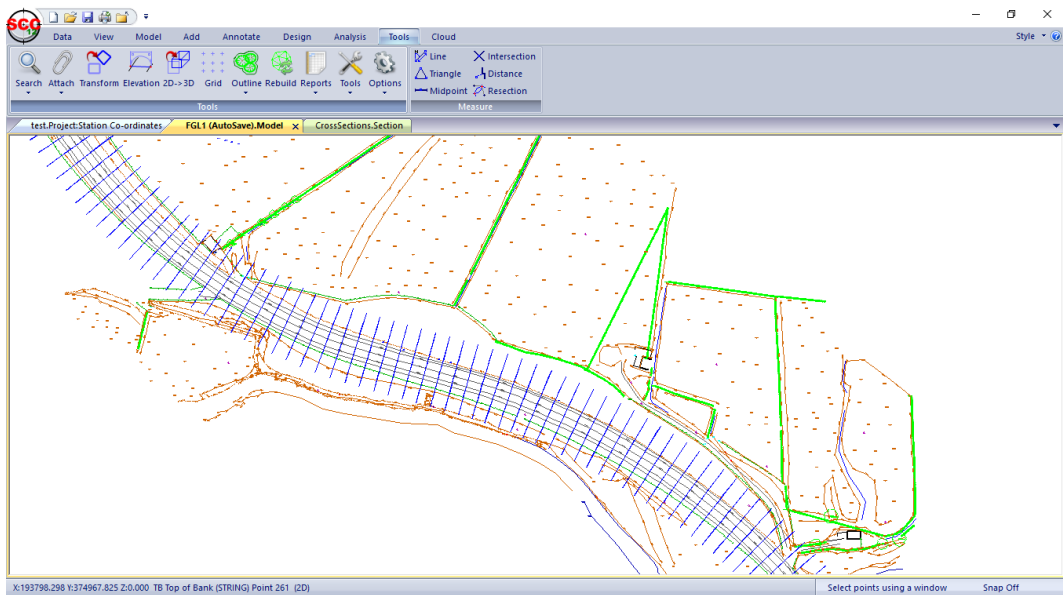 SCC
Style
Data View Model Add Annotate Design Analysis Tools Cloud
Search Attach Transform Elevation 2D->3D Grid Outline Rebuild Reports Tools Options
Line Intersection
Triangle Distance
Midpoint Resection
Tools Measure
test.Project:Station Co-ordinates FGL1 (AutoSave).Model x CrossSections.Section
X:193798.298 Y:374967.825 Z:0.000 TB Top of Bank (STRING) Point 261 (2D) Select points using a window Snap Off